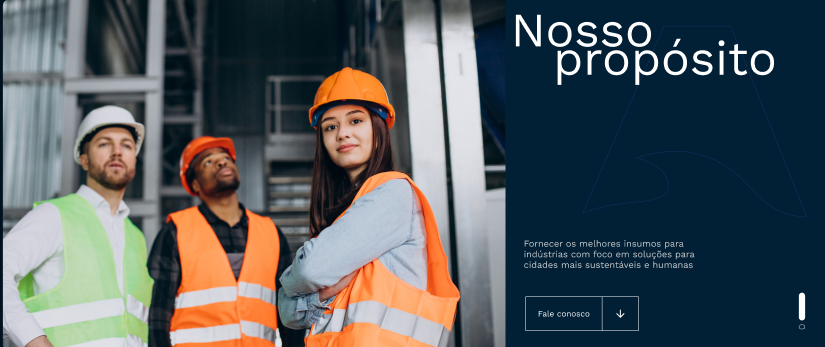 Nosso
propósito
Fornecer os melhores insumos para
indústrias com foco em soluções para
cidades mais sustentáveis e humanas
Fale conosco